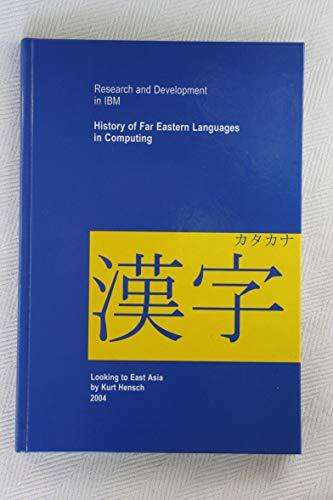 Research and Development
in IBM
History of Far Eastern Languages
in Computing
カタカナ
漢字
Looking to East Asia
by Kurt Hensch
2004